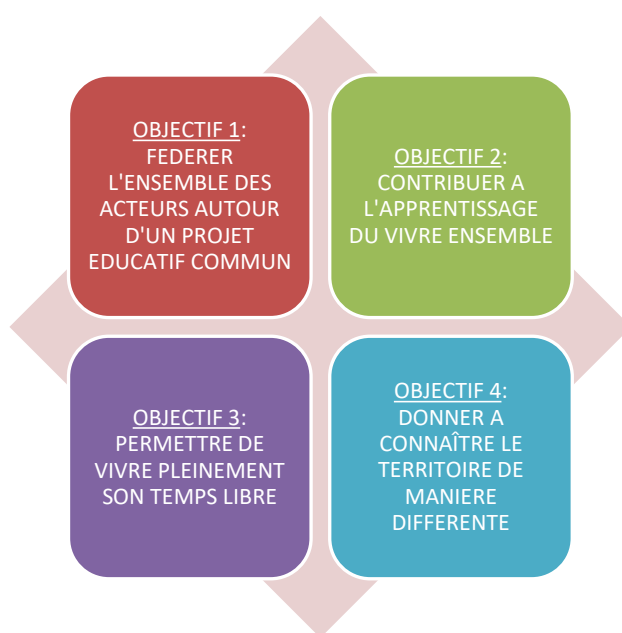 OBJECTIF 1:
FEDERER
L'ENSEMBLE DES
ACTEURS AUTOUR
D'UN PROJET
EDUCATIF COMMUN
OBJECTIF 2:
CONTRIBUER A
L'APPRENTISSAGE
DU VIVRE ENSEMBLE
OBJECTIF 3:
PERMETTRE DE
VIVRE PLEINEMENT
SON TEMPS LIBRE
OBJECTIF 4:
DONNER A
CONNAÎTRE LE
TERRITOIRE DE
MANIERE
DIFFERENTE